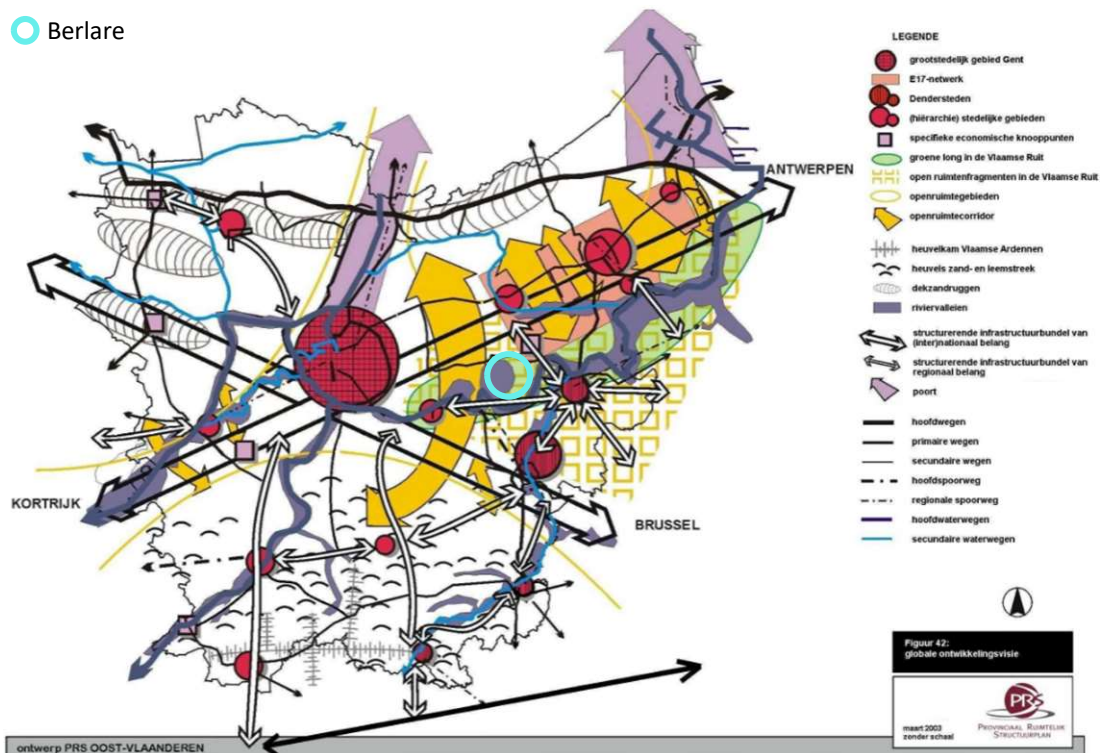 Berlare
LEGENDE
grootstedelijk gebied Gent
E17-netwerk
Dendersteden
(hiërarchie) stedelijke gebieden
specifieke economische knooppunten
groene long in de Vlaamse Ruit
open ruimtenfragmenten in de Vlaamse Ruit
openruimtegebieden
openruimtecorridor
heuvelkam Vlaamse Ardennen
heuvels zand- en leemstreek
dekzandruggen
riviervalleien
structurerende infrastructuurbundel van
(inter)nationaal belang
structurerende infrastructuurbundel van
regionaal belang
poort
hoofdwegen
primaire wegen
secundaire wegen
hoofdspoorweg
regionale spoorweg
hoofdwaterwegen
secundaire waterwegen
ANTWERPEN
KORTRIJK
BRUSSEL
Figuur 42:
globale ontwikkelingsvisie
PRS
maart 2003
zonder schaal
PROVINCIAAL RUIMTELIJK
STRUCTUURPLAN
ontwerp PRS OOST-VLAANDEREN